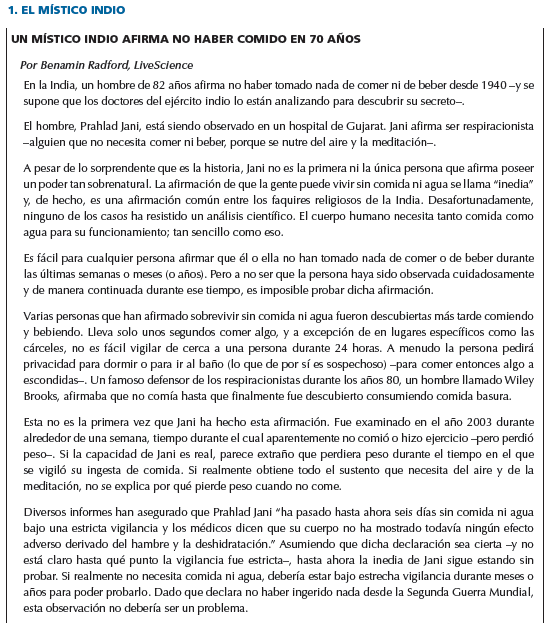 1. EL MÍSTICO INDIO
UN MÍSTICO INDIO AFIRMA NO HABER COMIDO EN 70 AÑOS
Por Benamin Radford, LiveScience
En la India, un hombre de 82 años afirma no haber tomado nada de comer ni de beber desde 1940 –y se
supone que los doctores del ejército indio lo están analizando para descubrir su secreto–.
El hombre, Prahlad Jani, está siendo observado en un hospital de Gujarat. Jani afirma ser respiracionista
–alguien que no necesita comer ni beber, porque se nutre del aire y la meditación–.
A pesar de lo sorprendente que es la historia, Jani no es la primera ni la única persona que afirma poseer
un poder tan sobrenatural. La afirmación de que la gente puede vivir sin comida ni agua se llama "inedia"
y, de hecho, es una afirmación común entre los faquires religiosos de la India. Desafortunadamente,
ninguno de los casos ha resistido un análisis científico. El cuerpo humano necesita tanto comida como
agua para su funcionamiento; tan sencillo como eso.
Es fácil para cualquier persona afirmar que él o ella no han tomado nada de comer o de beber durante
las últimas semanas o meses (o años). Pero a no ser que la persona haya sido observada cuidadosamente
y de manera continuada durante ese tiempo, es imposible probar dicha afirmación.
Varias personas que han afirmado sobrevivir sin comida ni agua fueron descubiertas más tarde comiendo
y bebiendo. Lleva solo unos segundos comer algo, y a excepción de en lugares específicos como las
cárceles, no es fácil vigilar de cerca a una persona durante 24 horas. A menudo la persona pedirá
privacidad para dormir o para ir al baño (lo que de por sí es sospechoso) –para comer entonces algo a
escondidas–. Un famoso defensor de los respiracionistas durante los años 80, un hombre llamado Wiley
Brooks, afirmaba que no comía hasta que finalmente fue descubierto consumiendo comida basura.
Esta no es la primera vez que Jani ha hecho esta afirmación. Fue examinado en el año 2003 durante
alrededor de una semana, tiempo durante el cual aparentemente no comió o hizo ejercicio –pero perdió
peso–. Si la capacidad de Jani es real, parece extraño que perdiera peso durante el tiempo en el que
se vigiló su ingesta de comida. Si realmente obtiene todo el sustento que necesita del aire y de la
meditación, no se explica por qué pierde peso cuando no come.
Diversos informes han asegurado que Prahlad Jani "ha pasado hasta ahora seis días sin comida ni agua
bajo una estricta vigilancia y los médicos dicen que su cuerpo no ha mostrado todavía ningún efecto
adverso derivado del hambre y la deshidratación." Asumiendo que dicha declaración sea cierta –y no
está claro hasta qué punto la vigilancia fue estricta–, hasta ahora la inedia de Jani sigue estando sin
probar. Si realmente no necesita comida ni agua, debería estar bajo estrecha vigilancia durante meses o
años para poder probarlo. Dado que declara no haber ingerido nada desde la Segunda Guerra Mundial,
esta observación no debería ser un problema.